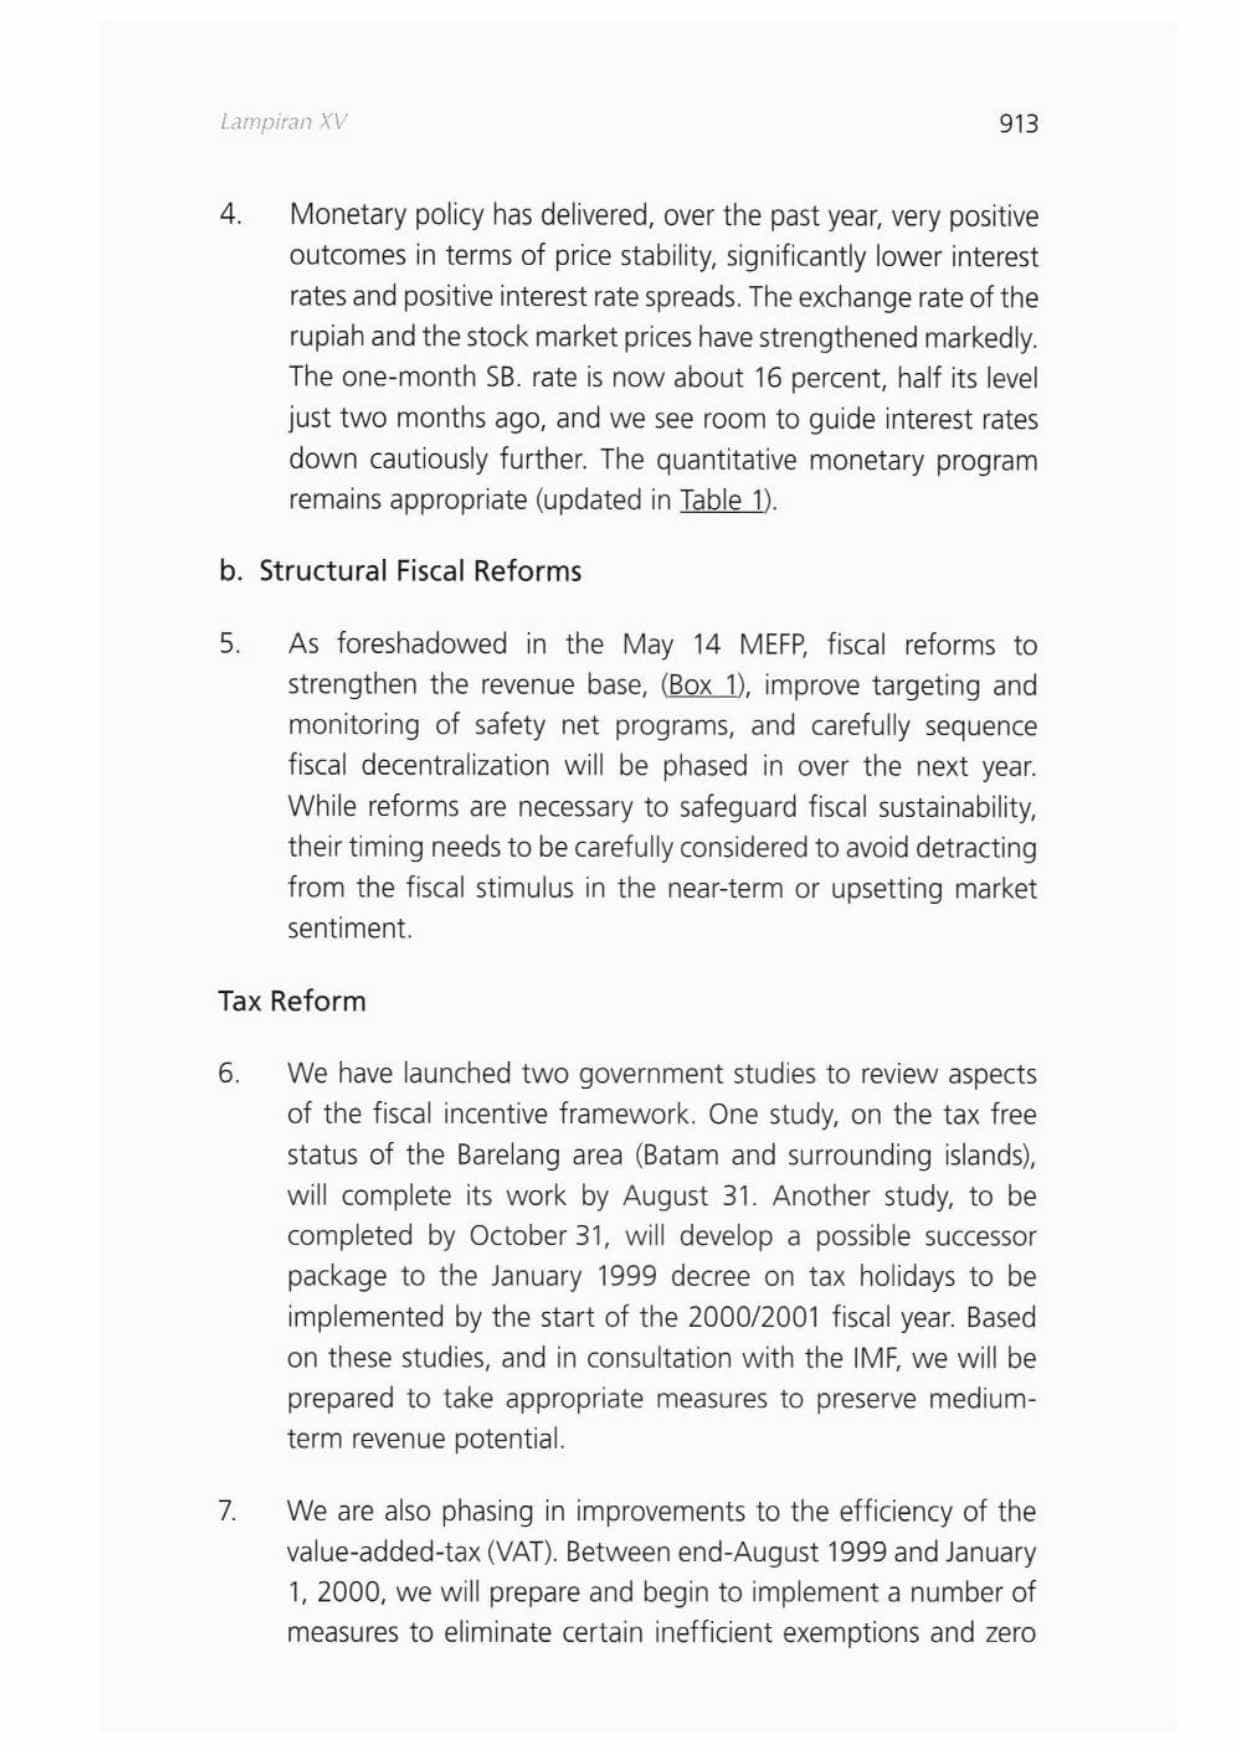 Lampiran XV
913
4. Monetary policy has delivered, over the past year, very positive
outcomes in terms of price stability, significantly lower interest
rates and positive interest rate spreads. The exchange rate of the
rupiah and the stock market prices have strengthened markedly.
The one-month SB. rate is now about 16 percent, half its level
just two months ago, and we see room to guide interest rates
down cautiously further. The quantitative monetary program
remains appropriate (updated in Table 1).
b. Structural Fiscal Reforms
5. As foreshadowed in the May 14 MEFP, fiscal reforms to
strengthen the revenue base, (Box 1), improve targeting and
monitoring of safety net programs, and carefully sequence
fiscal decentralization will be phased in over the next year.
While reforms are necessary to safeguard fiscal sustainability,
their timing needs to be carefully considered to avoid detracting
from the fiscal stimulus in the near-term or upsetting market
sentiment.
Tax Reform
6. We have launched two government studies to review aspects
of the fiscal incentive framework. One study, on the tax free
status of the Barelang area (Batam and surrounding islands),
will complete its work by August 31. Another study, to be
completed by October 31, will develop a possible successor
package to the January 1999 decree on tax holidays to be
implemented by the start of the 2000/2001 fiscal year. Based
on these studies, and in consultation with the IMF, we will be
prepared to take appropriate measures to preserve medium-
term revenue potential.
7. We are also phasing in improvements to the efficiency of the
value-added-tax (VAT). Between end-August 1999 and January
1, 2000, we will prepare and begin to implement a number of
measures to eliminate certain inefficient exemptions and zero